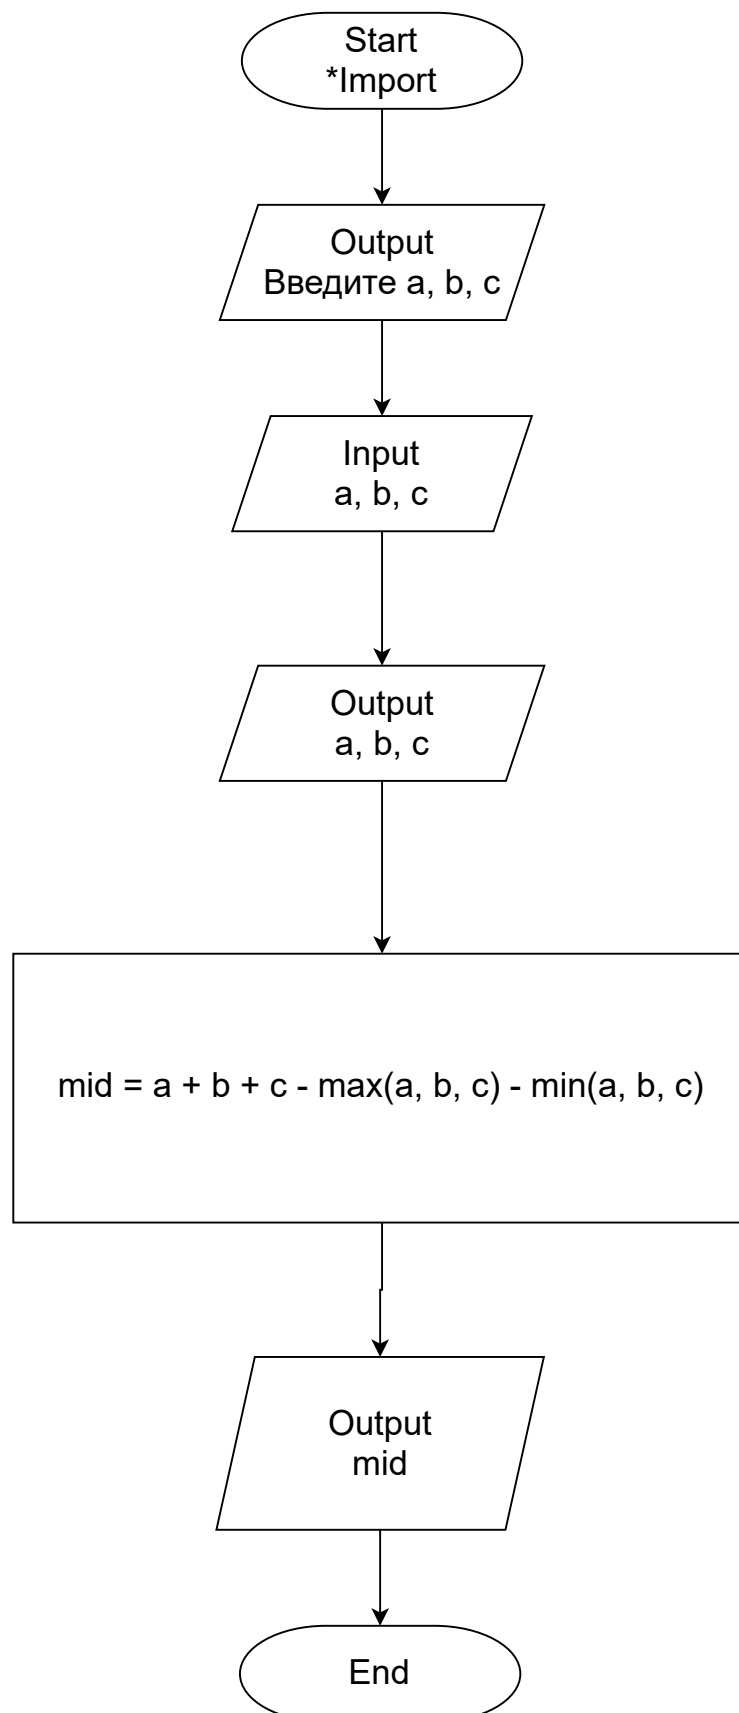 Start
*Import
Output
Введите a, b, c
Input
a, b, c
Output
a, b, c
mid = a + b + c - max(a, b, c) - min(a, b, c)
Output
mid
End